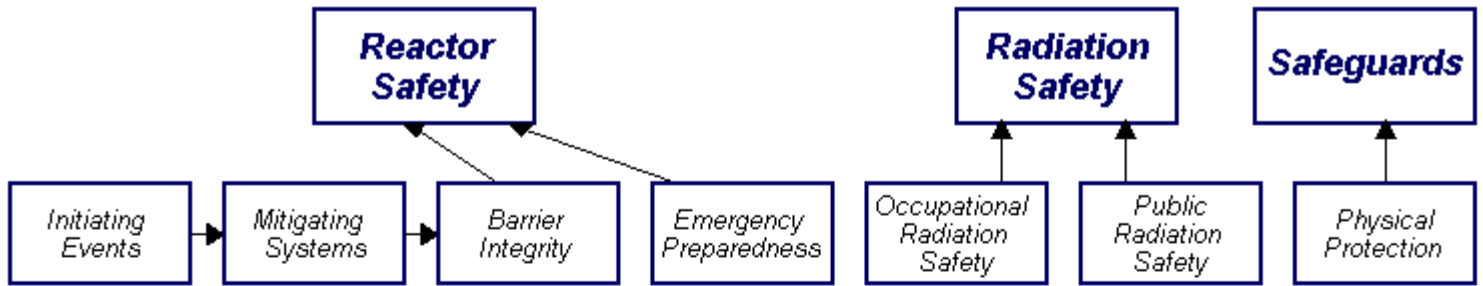 Reactor
Safety
Radiation
Safety
Safeguards
Initiating
Events
Mitigating
Systems
Barrier
Integrity
Emergency
Preparedness
Occupational
Radiation
Safety
Public
Radiation
Safety
Physical
Protection